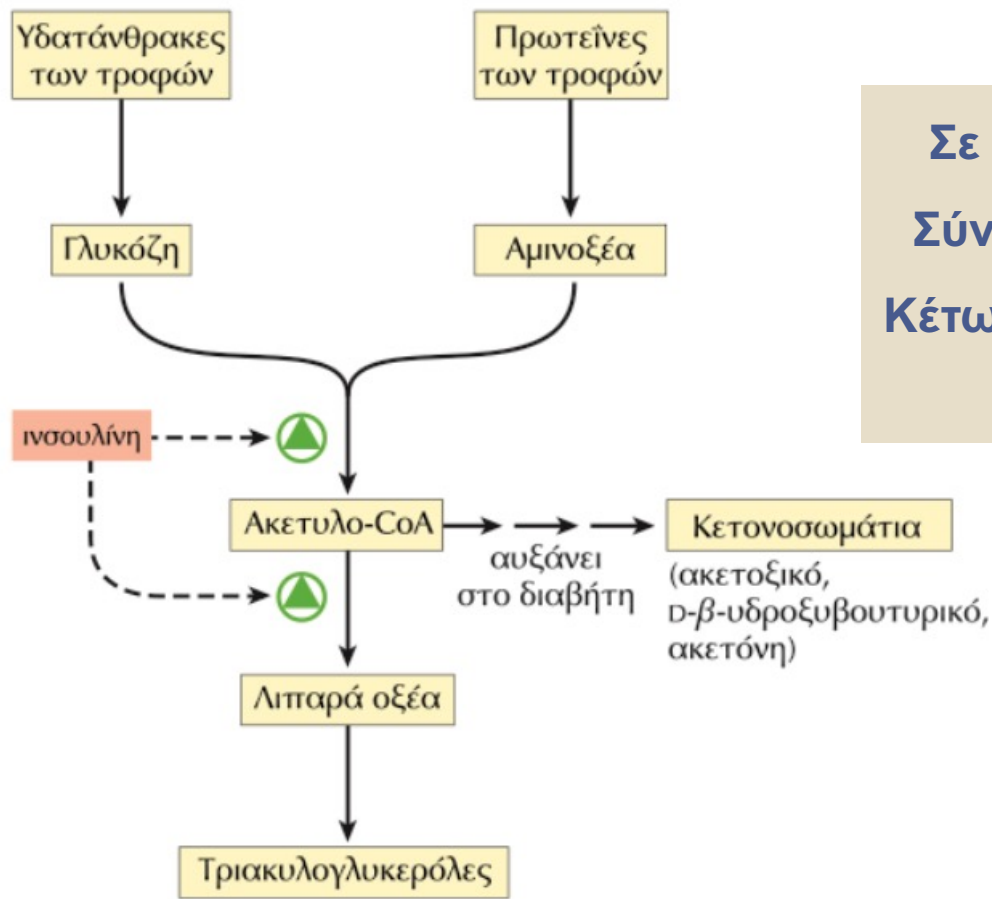 Υδατάνθρακες
των τροφών
Πρωτεΐνες
των τροφών
Σε
Σύν
Κέτω
Γλυκόζη
Αμινοξέα
ινσουλίνη
Ακετυλο-CoA
αυξάνει
στο διαβήτη
Κετονοσωμάτια
(ακετοξικό,
D-β-υδροξυβουτυρικό,
ακετόνη)
Λιπαρά οξέα
Τριακυλογλυκερόλες